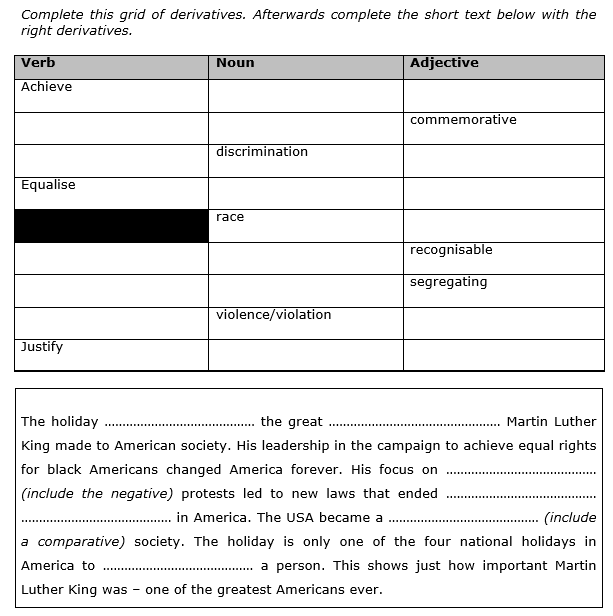 Complete this grid of derivatives. Afterwards complete the short text below with the
right derivatives.
Verb Noun Adjective
Achieve
commemorative
discrimination
Equalise
race
recognisable
segregating
violence/violation
Justify
The holiday ……………………………………. the great …………………………………………. Martin Luther
King made to American society. His leadership in the campaign to achieve equal rights
for black Americans changed America forever. His focus on …………………………………….
(include the negative) protests led to new laws that ended …………………………………….
……………………………………. in America. The USA became a ……………………………………. (include
a comparative) society. The holiday is only one of the four national holidays in
America to ……………………………………. a person. This shows just how important Martin
Luther King was – one of the greatest Americans ever.